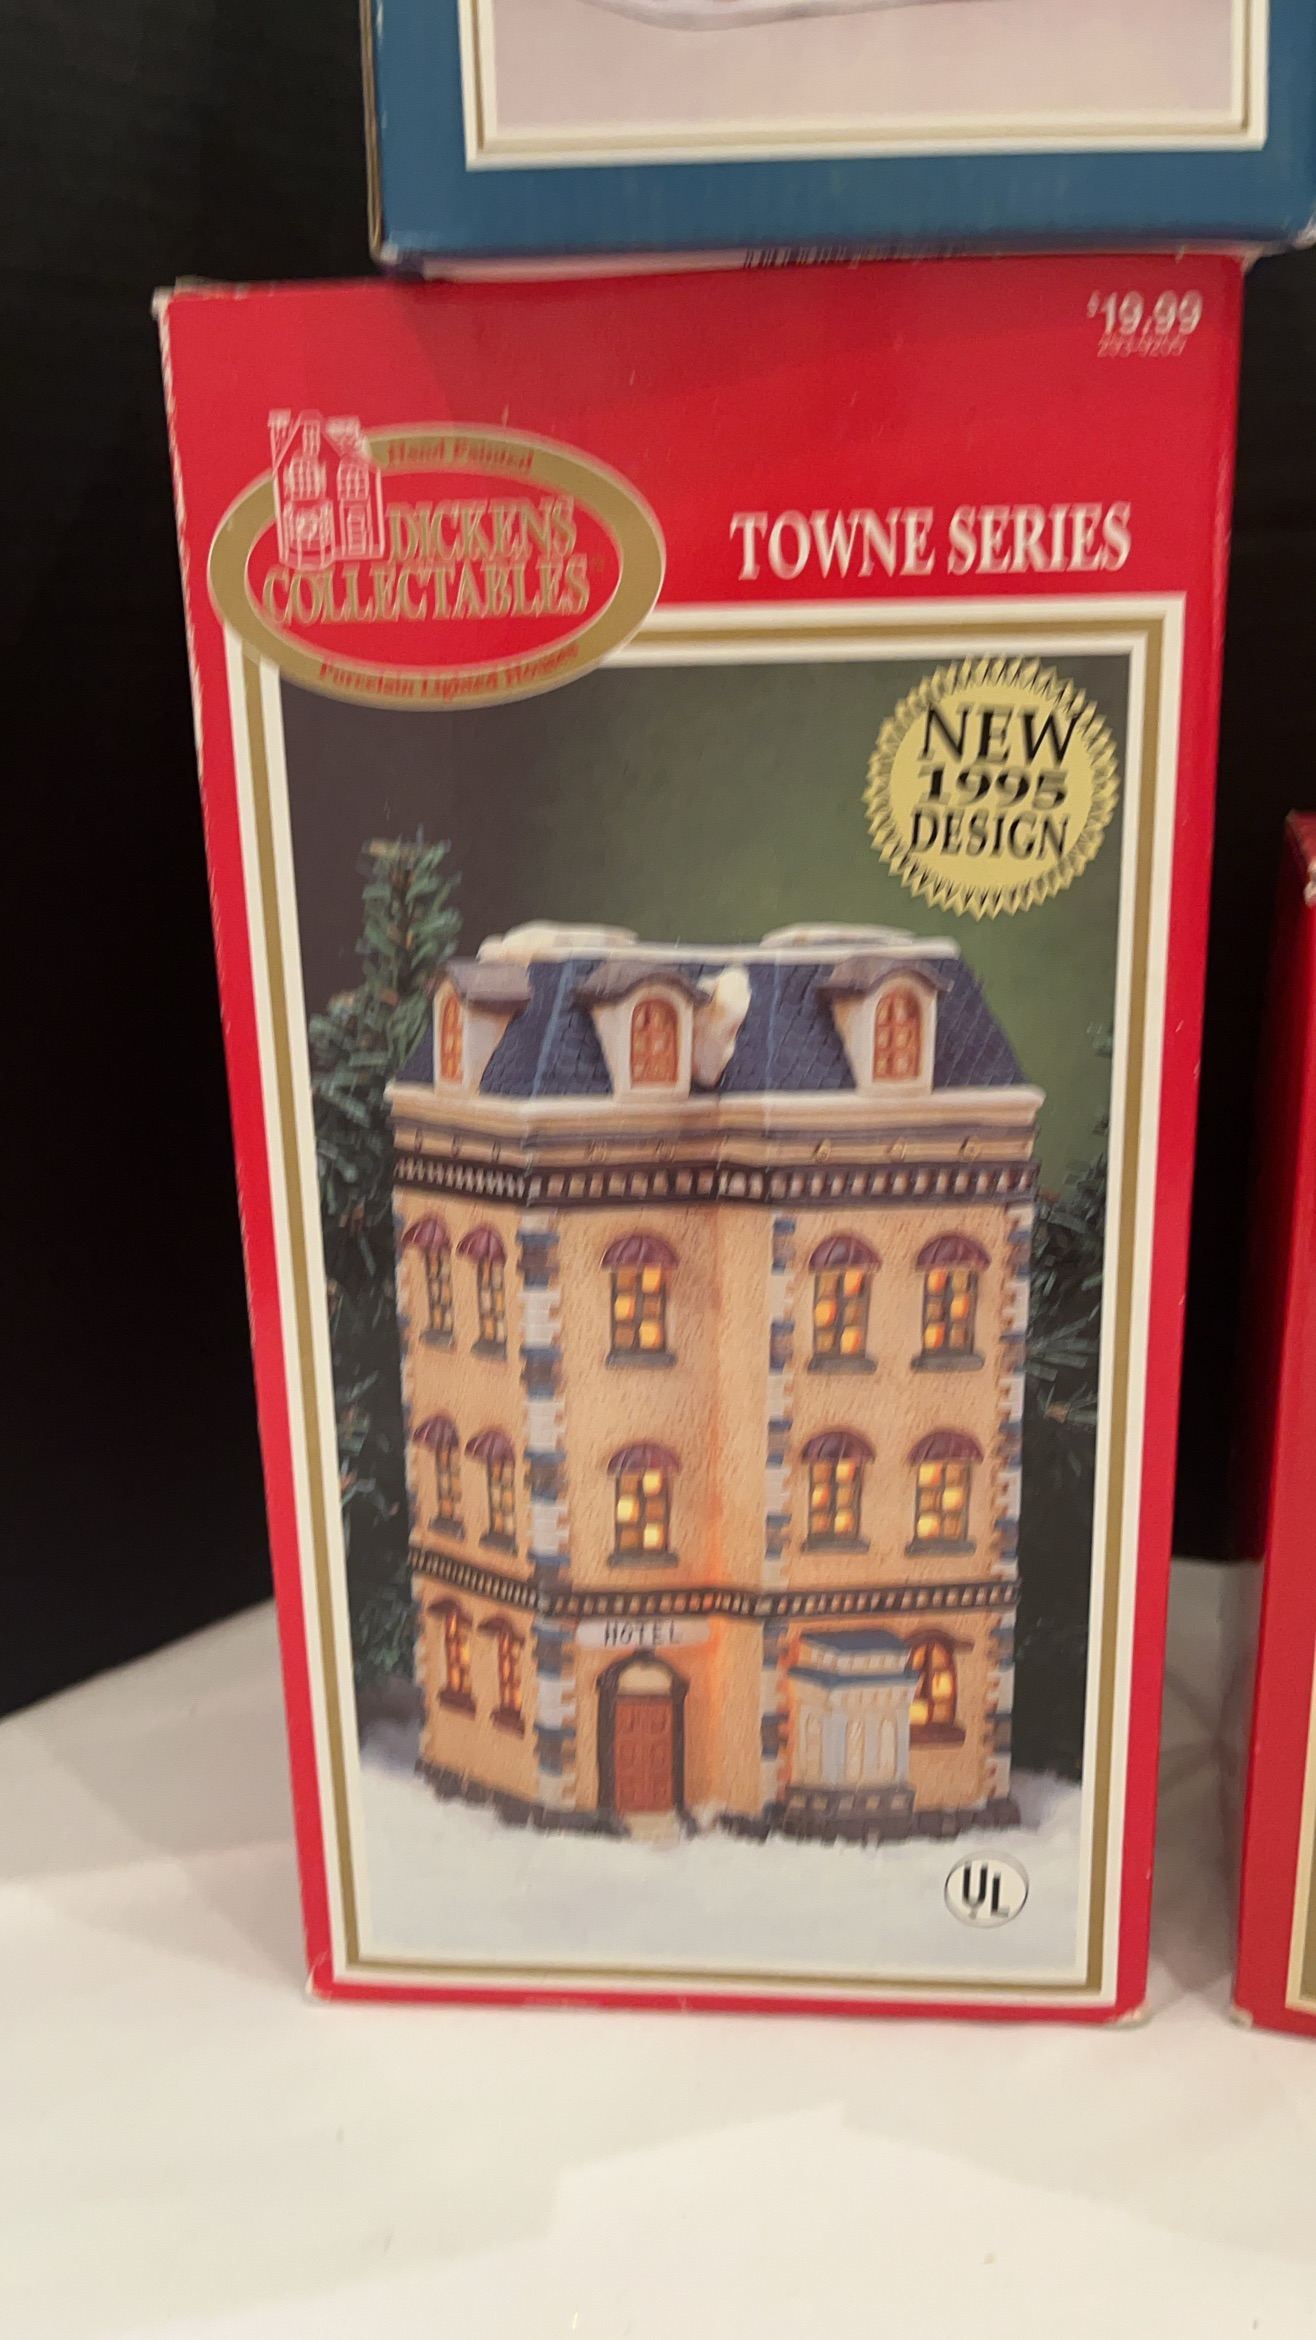 $19.99
Hand Painted
DICKENS
COLLECTABLES
Porcelain Lighted Houses
TOWNE SERIES
NEW
1995
DESIGN
HOTEL
UL